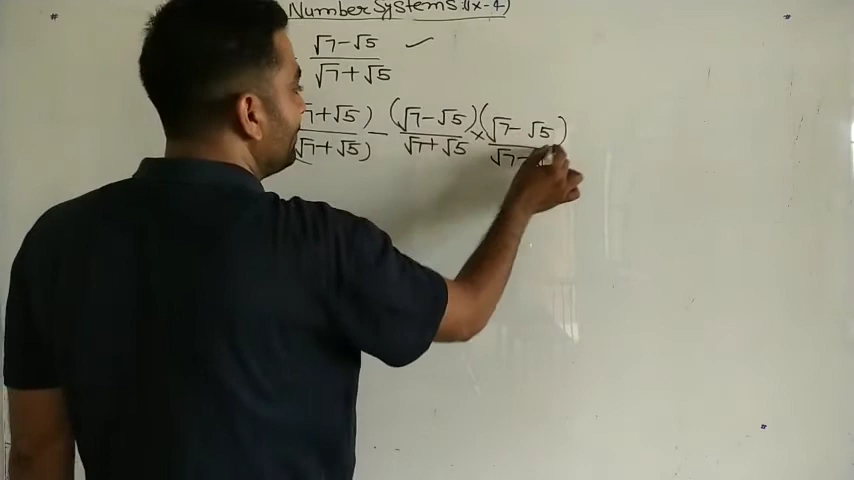 Number Systems (Ix-4)
√7-√5 ✓
√7+√5
7+√5) - (√7-√5) × (√7-√5)
√7+√5) √7+√5 √7-